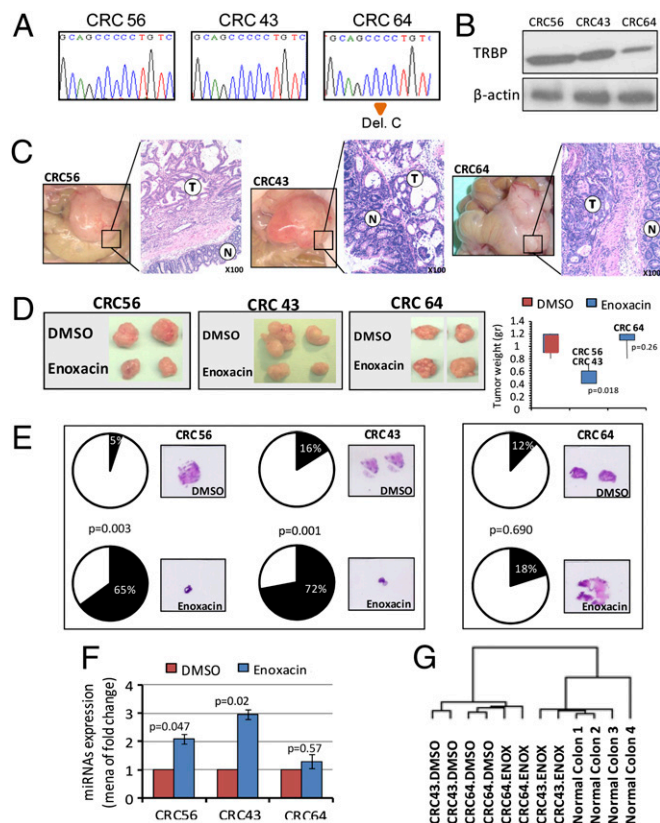 A
CRC 56
CRC 43
CRC 64
GCAGCCCCCTGTC
GCAGCCCCCTGTC
GCAGCCCCTGT
Del. C
B
CRC56 CRC43 CRC64
TRBP
β-actin
C
CRC56
T
N
X100
CRC43
T
N
X100
CRC64
T
N
X100
D
CRC56
DMSO
Enoxacin
CRC 43
DMSO
Enoxacin
CRC 64
DMSO
Enoxacin
DMSO Enoxacin
Tumor weight (gr)
1.4
1.2
1
0.8
0.6
0.4
0.2
0
CRC 56
CRC 43
p=0.018
CRC 64
p=0.26
E
5%
CRC 56
DMSO
16%
CRC 43
DMSO
12%
CRC 64
DMSO
p=0.003
p=0.001
p=0.690
65%
Enoxacin
72%
Enoxacin
18%
Enoxacin
F
DMSO Enoxacin
miRNAs expression
(mena of fold change)
4
3
2
1
p=0.047
p=0.02
p=0.57
CRC56 CRC43 CRC64
G
CRC43.DMSO
CRC43.DMSO
CRC64.DMSO
CRC64.DMSO
CRC64.ENOX
CRC64.ENOX
CRC43.ENOX
CRC43.ENOX
Normal Colon 1
Normal Colon 2
Normal Colon 3
Normal Colon 4